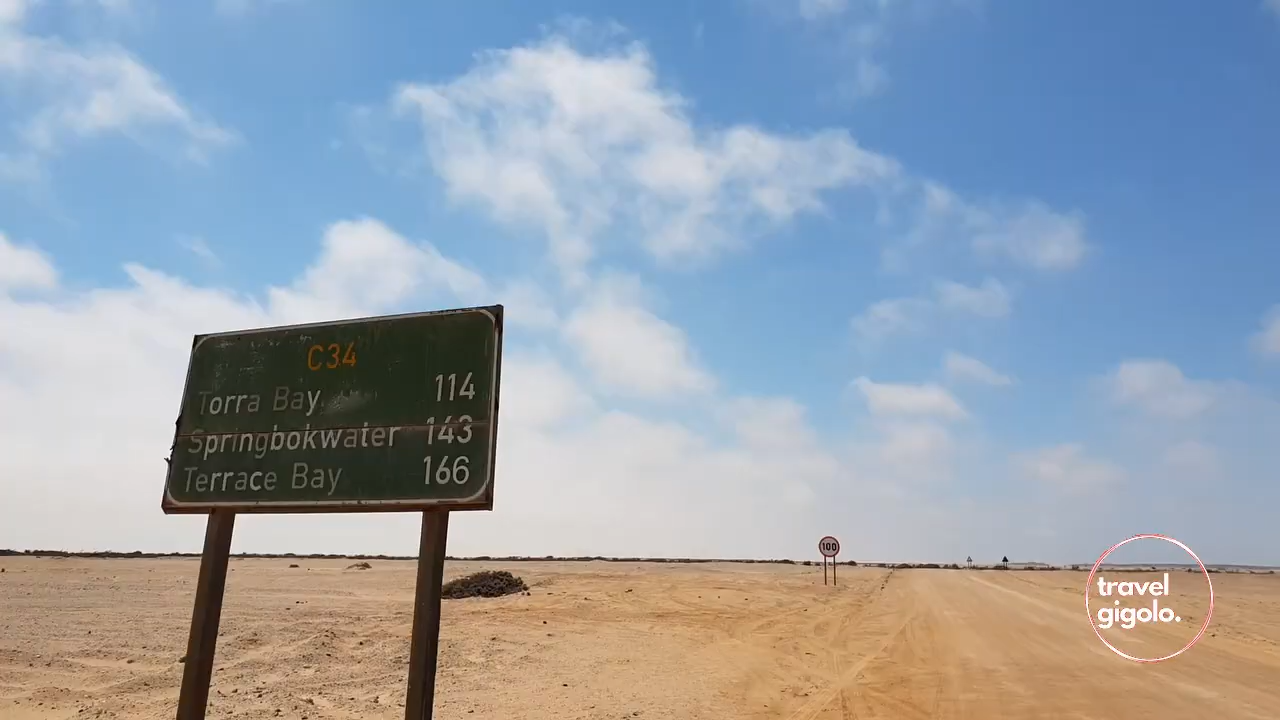 C34
Torra Bay 114
Springbokwater 143
Terrace Bay 166
100
travel
gigolo.